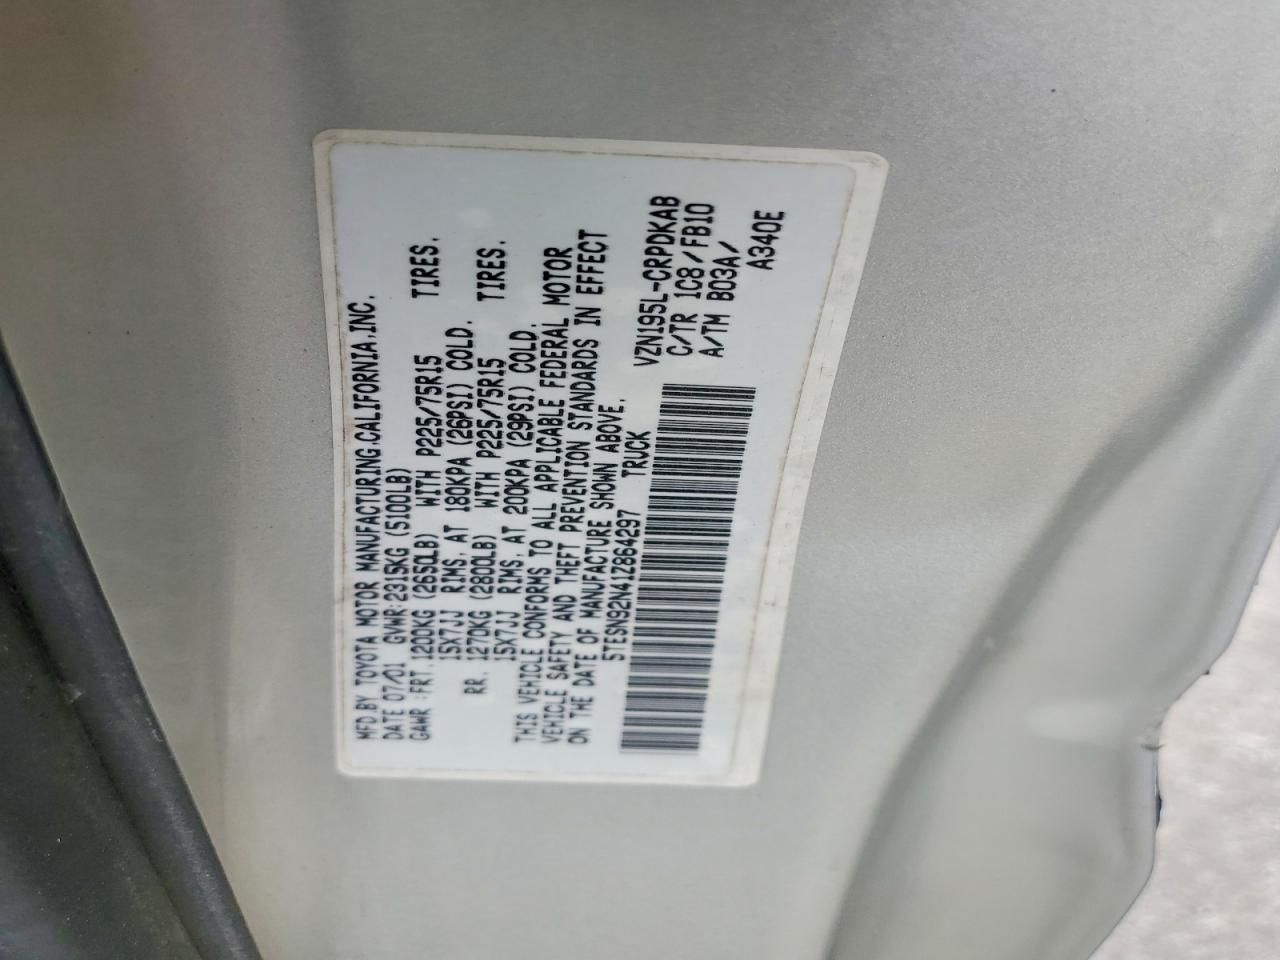 MFD.BY TOYOTA MOTOR MANUFACTURING,CALIFORNIA,INC.
DATE 07/01 GVWR:2315KG (5100LB)
GAWR :FRT.1200KG (2650LB) WITH P225/75R15 TIRES,
15X7JJ RIMS, AT 180KPA (26PSI) COLD.
RR. 1270KG (2800LB) WITH P225/75R15 TIRES,
15X7JJ RIMS, AT 200KPA (29PSI) COLD.
THIS VEHICLE CONFORMS TO ALL APPLICABLE FEDERAL MOTOR
VEHICLE SAFETY AND THEFT PREVENTION STANDARDS IN EFFECT
ON THE DATE OF MANUFACTURE SHOWN ABOVE.
5TESN92N41Z864297 TRUCK
VZN195L-CRPDKAB
C/TR 1C8/FB10
A/TM B03A/
A340E